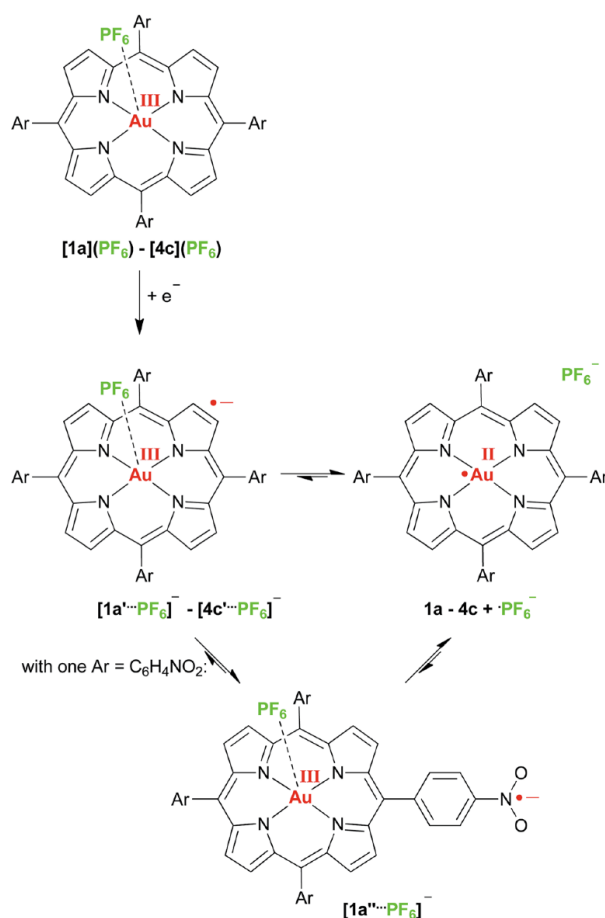 PF6
Ar
III
N
N
Ar
Au
Ar
N
N
Ar
[1a](PF6) - [4c](PF6)
+ e−
PF6
Ar
•—
III
N
N
Ar
Au
Ar
N
N
Ar
[1a'···PF6]− - [4c'···PF6]−
Ar
PF6−
II
N
N
Ar
•Au
Ar
N
N
Ar
1a - 4c + ·PF6−
with one Ar = C6H4NO2:
PF6
Ar
III
N
N
Ar
Au
N
N
Ar
O
N•—
O
[1a''···PF6]−